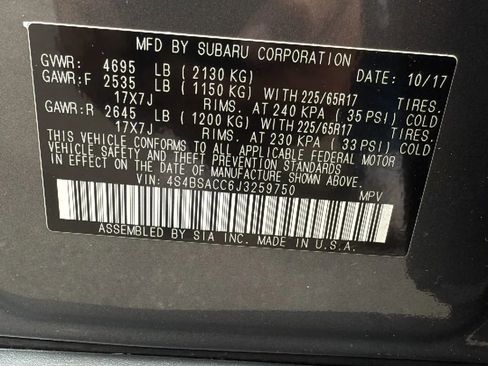 MFD BY SUBARU CORPORATION
GVWR: 4695 LB ( 2130 KG) DATE: 10/17
GAWR:F 2535 LB ( 1150 KG) WITH 225/65R17 TIRES.
17X7J RIMS. AT 240 KPA ( 35 PSI) COLD
GAWR:R 2645 LB ( 1200 KG) WITH 225/65R17 TIRES.
17X7J RIMS. AT 230 KPA ( 33 PSI) COLD
THIS VEHICLE CONFORMS TO ALL APPLICABLE FEDERAL MOTOR
VEHICLE SAFETY AND THEFT PREVENTION STANDARDS
IN EFFECT ON THE DATE OF MANUFACTURE SHOWN ABOVE.
VIN: 4S4BSACC6J3259750 MPV
ASSEMBLED BY SIA INC. MADE IN U.S.A.